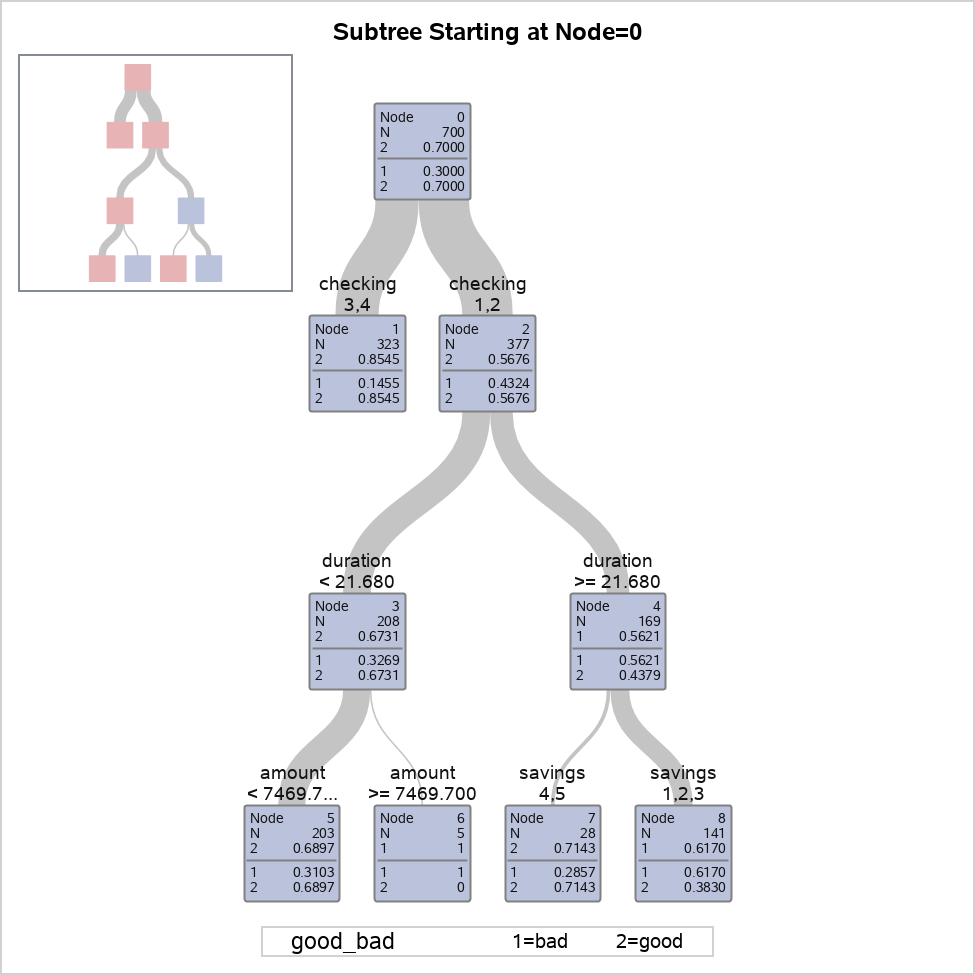 Subtree Starting at Node=0
Node 0
N 700
2 0.7000
1 0.3000
2 0.7000
checking
3,4
checking
1,2
Node 1
N 323
2 0.8545
1 0.1455
2 0.8545
Node 2
N 377
2 0.5676
1 0.4324
2 0.5676
duration
< 21.680
duration
>= 21.680
Node 3
N 208
2 0.6731
1 0.3269
2 0.6731
Node 4
N 169
1 0.5621
1 0.5621
2 0.4379
amount
< 7469.7...
amount
>= 7469.700
savings
4,5
savings
1,2,3
Node 5
N 203
2 0.6897
1 0.3103
2 0.6897
Node 6
N 5
1 1
1 1
2 0
Node 7
N 28
2 0.7143
1 0.2857
2 0.7143
Node 8
N 141
1 0.6170
1 0.6170
2 0.3830
good_bad 1=bad 2=good